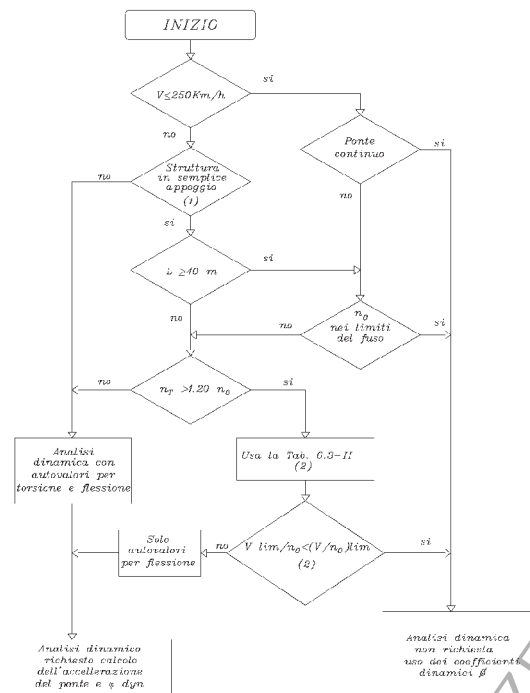 INIZIO
si
V≤250Km/h
no
Ponte
continuo
si
Struttura
in semplice
appoggio
(1)
no
no
si
L ≥40 m
si
no
n0
nei limiti
del fuso
si
no
nT >1.20 n0
no
si
Analisi
dinamica con
autovalori per
torsione e flessione
Usa la Tab. 6.3-II
(2)
V lim/n0<(V/n0)lim
(2)
si
no
Solo
autovalori
per flessione
Analisi dinamico
richiesto calcolo
dell'accellerazione
del ponte e φ dyn
Analisi dinamica
non richiesta
uso dei coefficienti
dinamici Ø